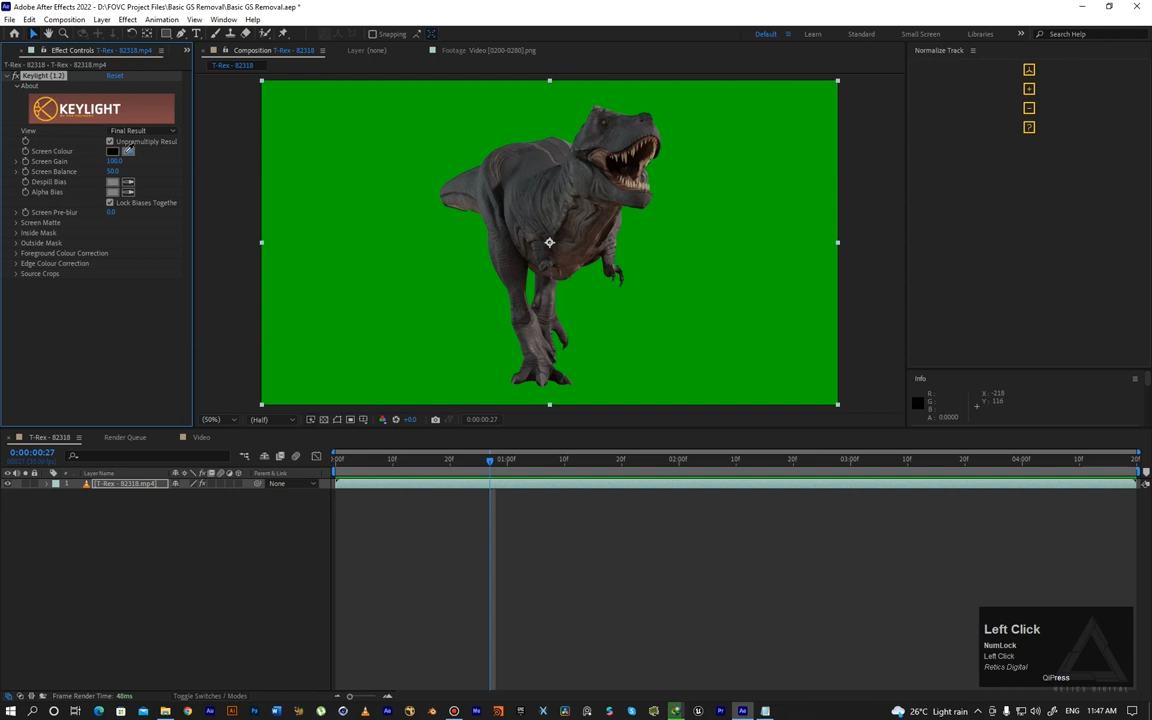 Adobe After Effects 2022 - D:\FOVC Project Files\Basic GS Removal\Basic GS Removal.aep *
File Edit Composition Layer Effect Animation View Window Help
Snapping Default Learn Standard Small Screen Libraries Search Help
Effect Controls T-Rex - 82318.mp4 Composition T-Rex - 82318 Layer (none) Footage Video [0200-0280].png Normalize Track
T-Rex - 82318.mp4 • T-Rex - 82318.mp4 T-Rex - 82318
fx Keylight (1.2) Reset
About
KEYLIGHT
View Final Result
Unpremultiply Resul
Screen Colour
Screen Gain 100.0
Screen Balance 50.0
Despill Bias
Alpha Bias
Lock Biases Togethe
Screen Pre-blur 0.0
Screen Matte
Inside Mask
Outside Mask
Foreground Colour Correction
Edge Colour Correction
Source Crops
Info
R :
G :
B :
A : 0.0000
X : -218
Y : 116
(50%) (Half) +0.0 0:00:00:27
T-Rex - 82318 Render Queue Video
0:00:00:27
Layer Name Parent & Link
:00f 10f 20f 01:00f 10f 20f 02:00f 10f 20f 03:00f 10f 20f 04:00f 10f 20f
1 [T-Rex - 82318.mp4] None
Left Click
NumLock
Left Click
Retics Digital
QiPress
RETICS DIGITAL
Frame Render Time: 48ms Toggle Switches / Modes
26°C Light rain ENG 11:47 AM